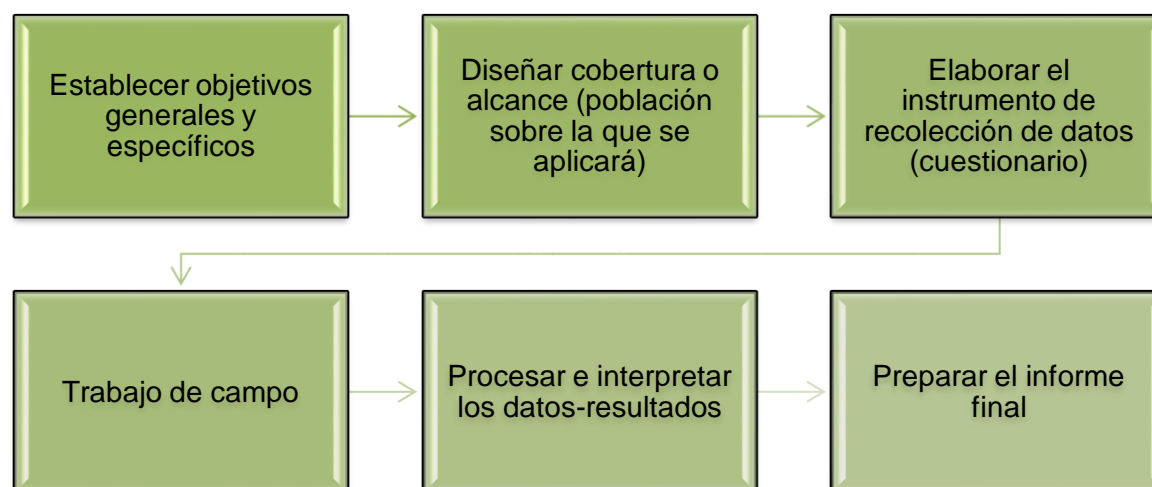 Establecer objetivos
generales y
específicos
Diseñar cobertura o
alcance (población
sobre la que se
aplicará)
Elaborar el
instrumento de
recolección de datos
(cuestionario)
Trabajo de campo
Procesar e interpretar
los datos-resultados
Preparar el informe
final